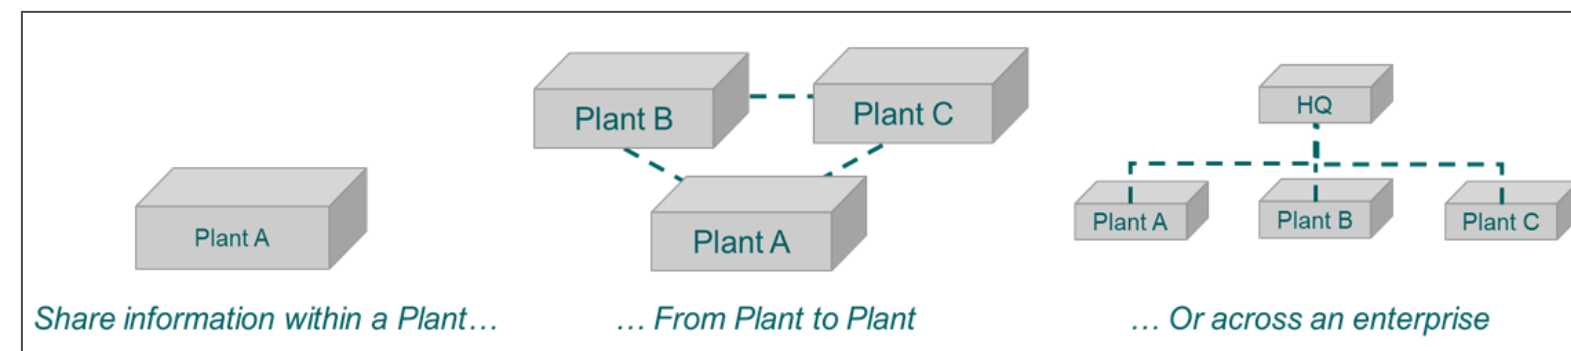 Plant A
Share information within a Plant…
Plant B
Plant C
Plant A
… From Plant to Plant
HQ
Plant A
Plant B
Plant C
… Or across an enterprise